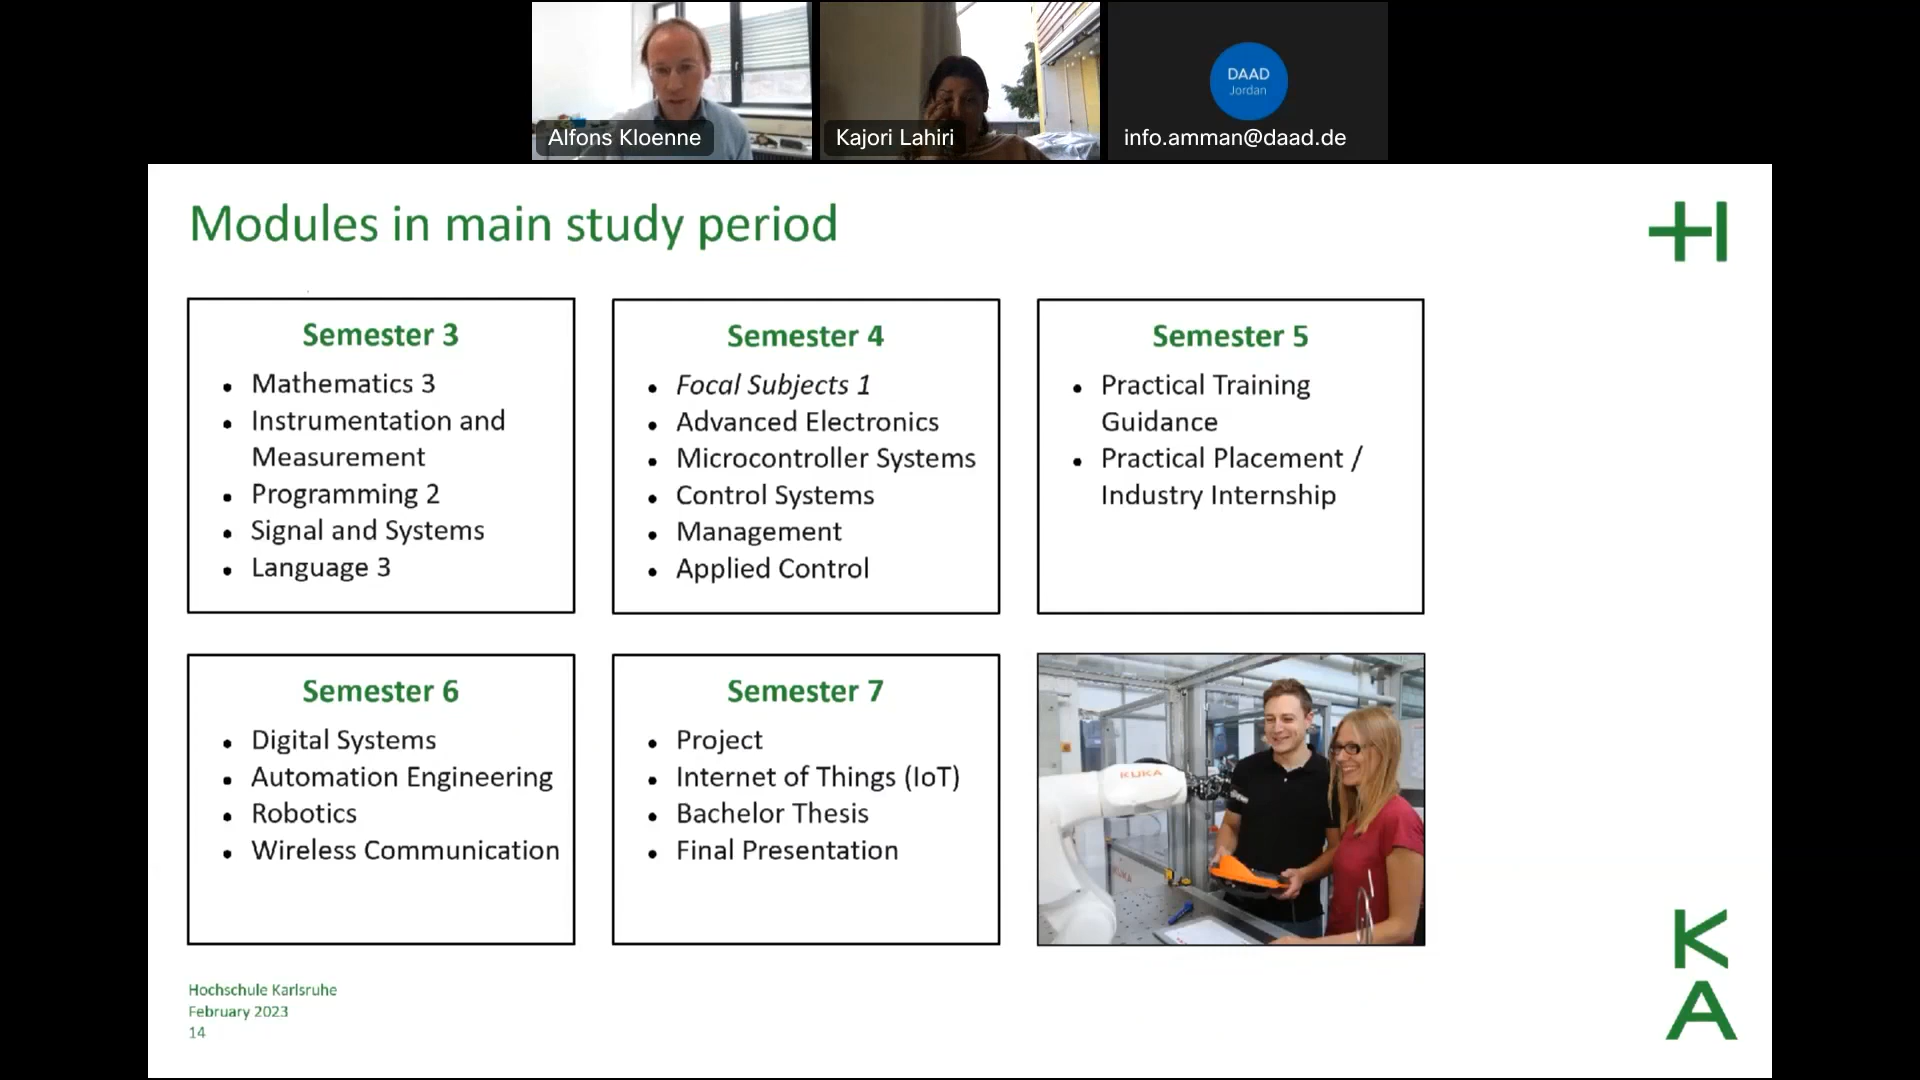 DAAD
Jordan
Alfons Kloenne
Kajori Lahiri
info.amman@daad.de
Modules in main study period
H
Semester 3
• Mathematics 3
• Instrumentation and
Measurement
• Programming 2
• Signal and Systems
• Language 3
Semester 4
• Focal Subjects 1
• Advanced Electronics
• Microcontroller Systems
• Control Systems
• Management
• Applied Control
Semester 5
• Practical Training
Guidance
• Practical Placement /
Industry Internship
Semester 6
• Digital Systems
• Automation Engineering
• Robotics
• Wireless Communication
Semester 7
• Project
• Internet of Things (IoT)
• Bachelor Thesis
• Final Presentation
KUKA
KUKA
Hochschule Karlsruhe
February 2023
14
K
A